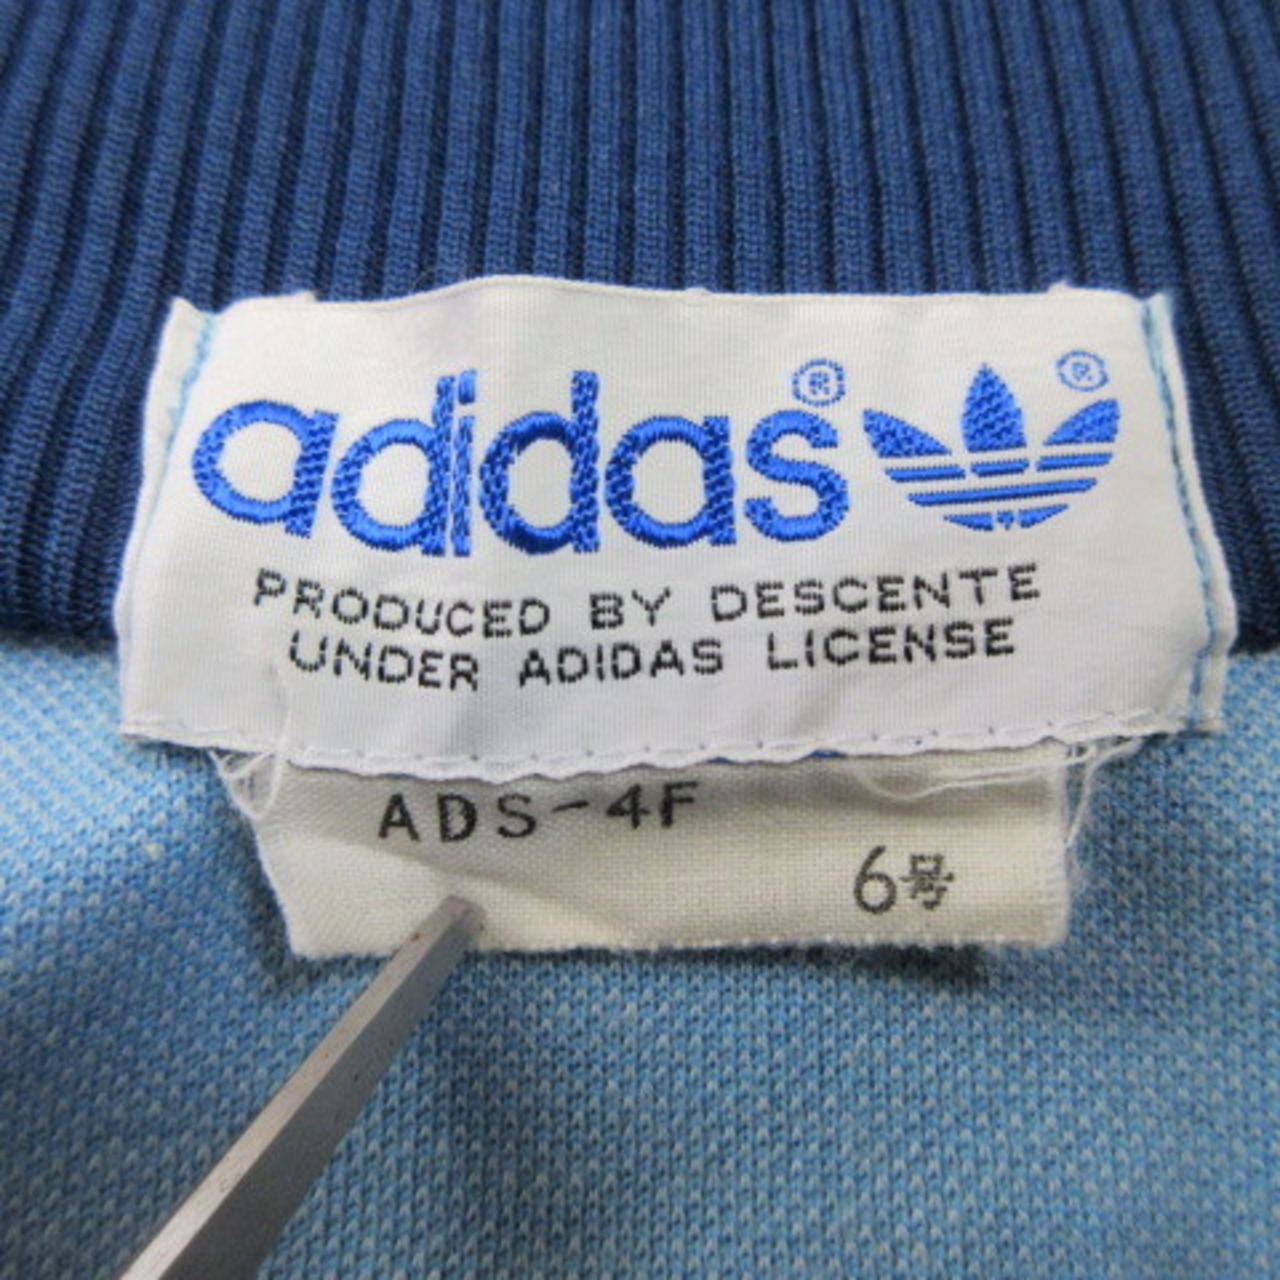 adidas® ®
PRODUCED BY DESCENTE
UNDER ADIDAS LICENSE
ADS-4F
6号